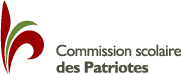 Commission scolaire
des Patriotes